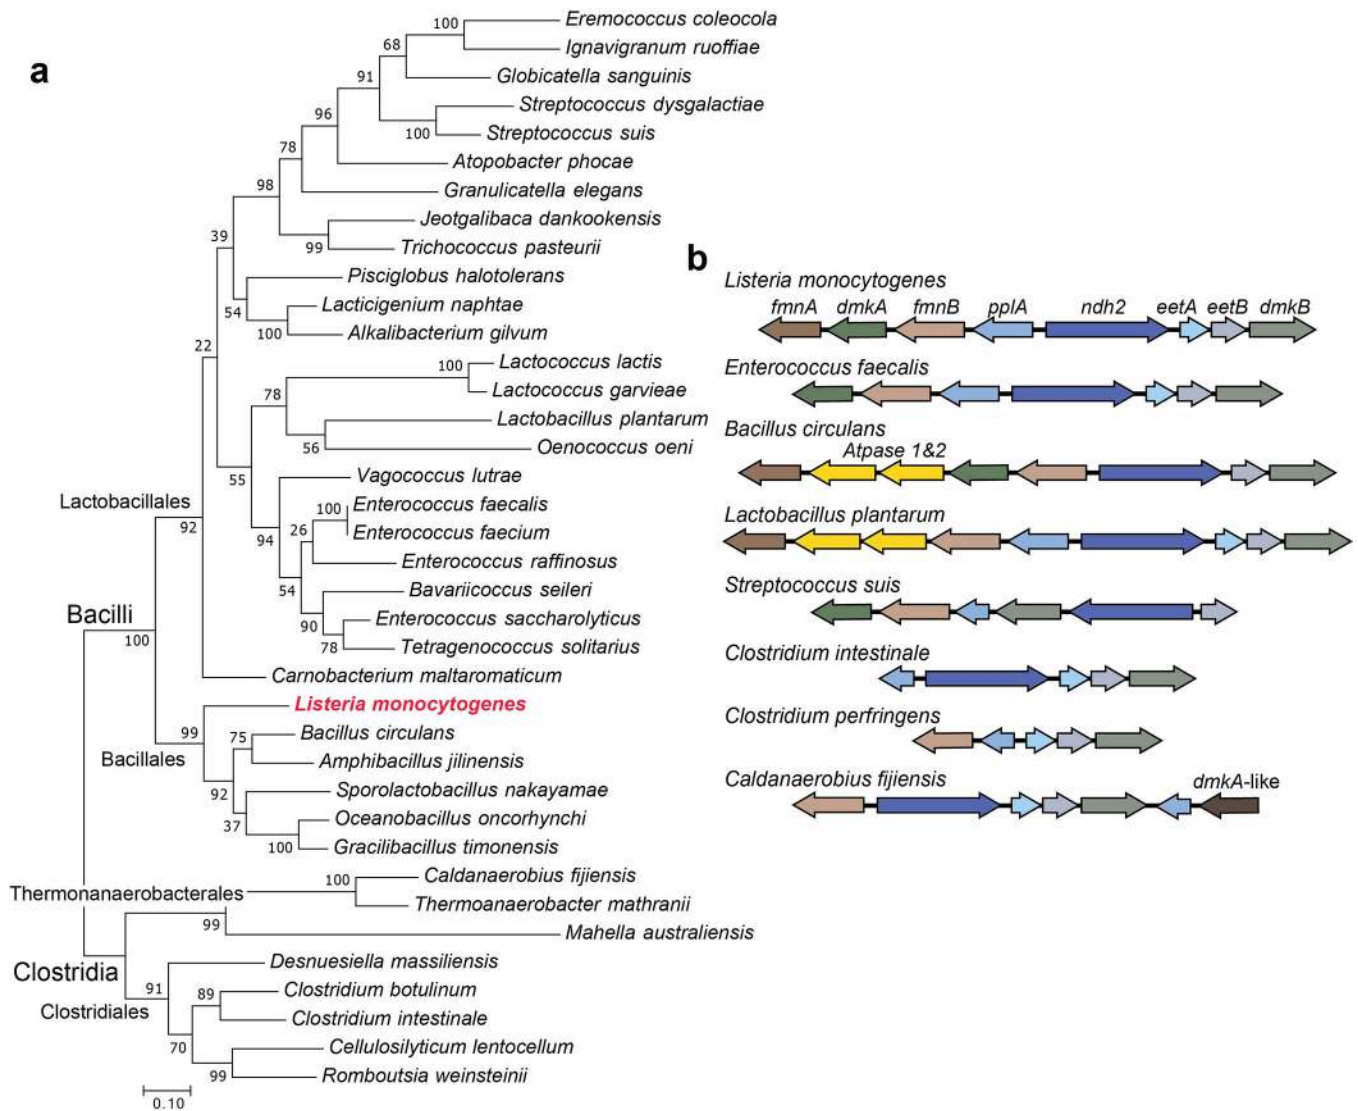 a
Eremococcus coleocola
100
Ignavigranum ruoffiae
68
Globicatella sanguinis
91
Streptococcus dysgalactiae
96
100
Streptococcus suis
78
Atopobacter phocae
98
Granulicatella elegans
Jeotgalibaca dankookensis
39
99
Trichococcus pasteurii
Pisciglobus halotolerans
54
Lacticigenium naphtae
100
Alkalibacterium gilvum
22
Lactococcus lactis
100
Lactococcus garvieae
78
Lactobacillus plantarum
56
Oenococcus oeni
55
Vagococcus lutrae
Lactobacillales
92
94
Enterococcus faecalis
100
26
Enterococcus faecium
Enterococcus raffinosus
54
Bavariicoccus seileri
90
Enterococcus saccharolyticus
78
Tetragenococcus solitarius
Bacilli
100
Carnobacterium maltaromaticum
Listeria monocytogenes
99
Bacillales
75
Bacillus circulans
Amphibacillus jilinensis
92
Sporolactobacillus nakayamae
37
Oceanobacillus oncorhynchi
100
Gracilibacillus timonensis
Thermonanaerobacterales
100
Caldanaerobius fijiensis
Thermoanaerobacter mathranii
99
Mahella australiensis
Clostridia
91
Desnuesiella massiliensis
Clostridiales
89
Clostridium botulinum
Clostridium intestinale
70
Cellulosilyticum lentocellum
99
Romboutsia weinsteinii
0.10
b
Listeria monocytogenes
fmnA dmkA fmnB pplA ndh2 eetA eetB dmkB
Enterococcus faecalis
Bacillus circulans
Atpase 1&2
Lactobacillus plantarum
Streptococcus suis
Clostridium intestinale
Clostridium perfringens
Caldanaerobius fijiensis
dmkA-like